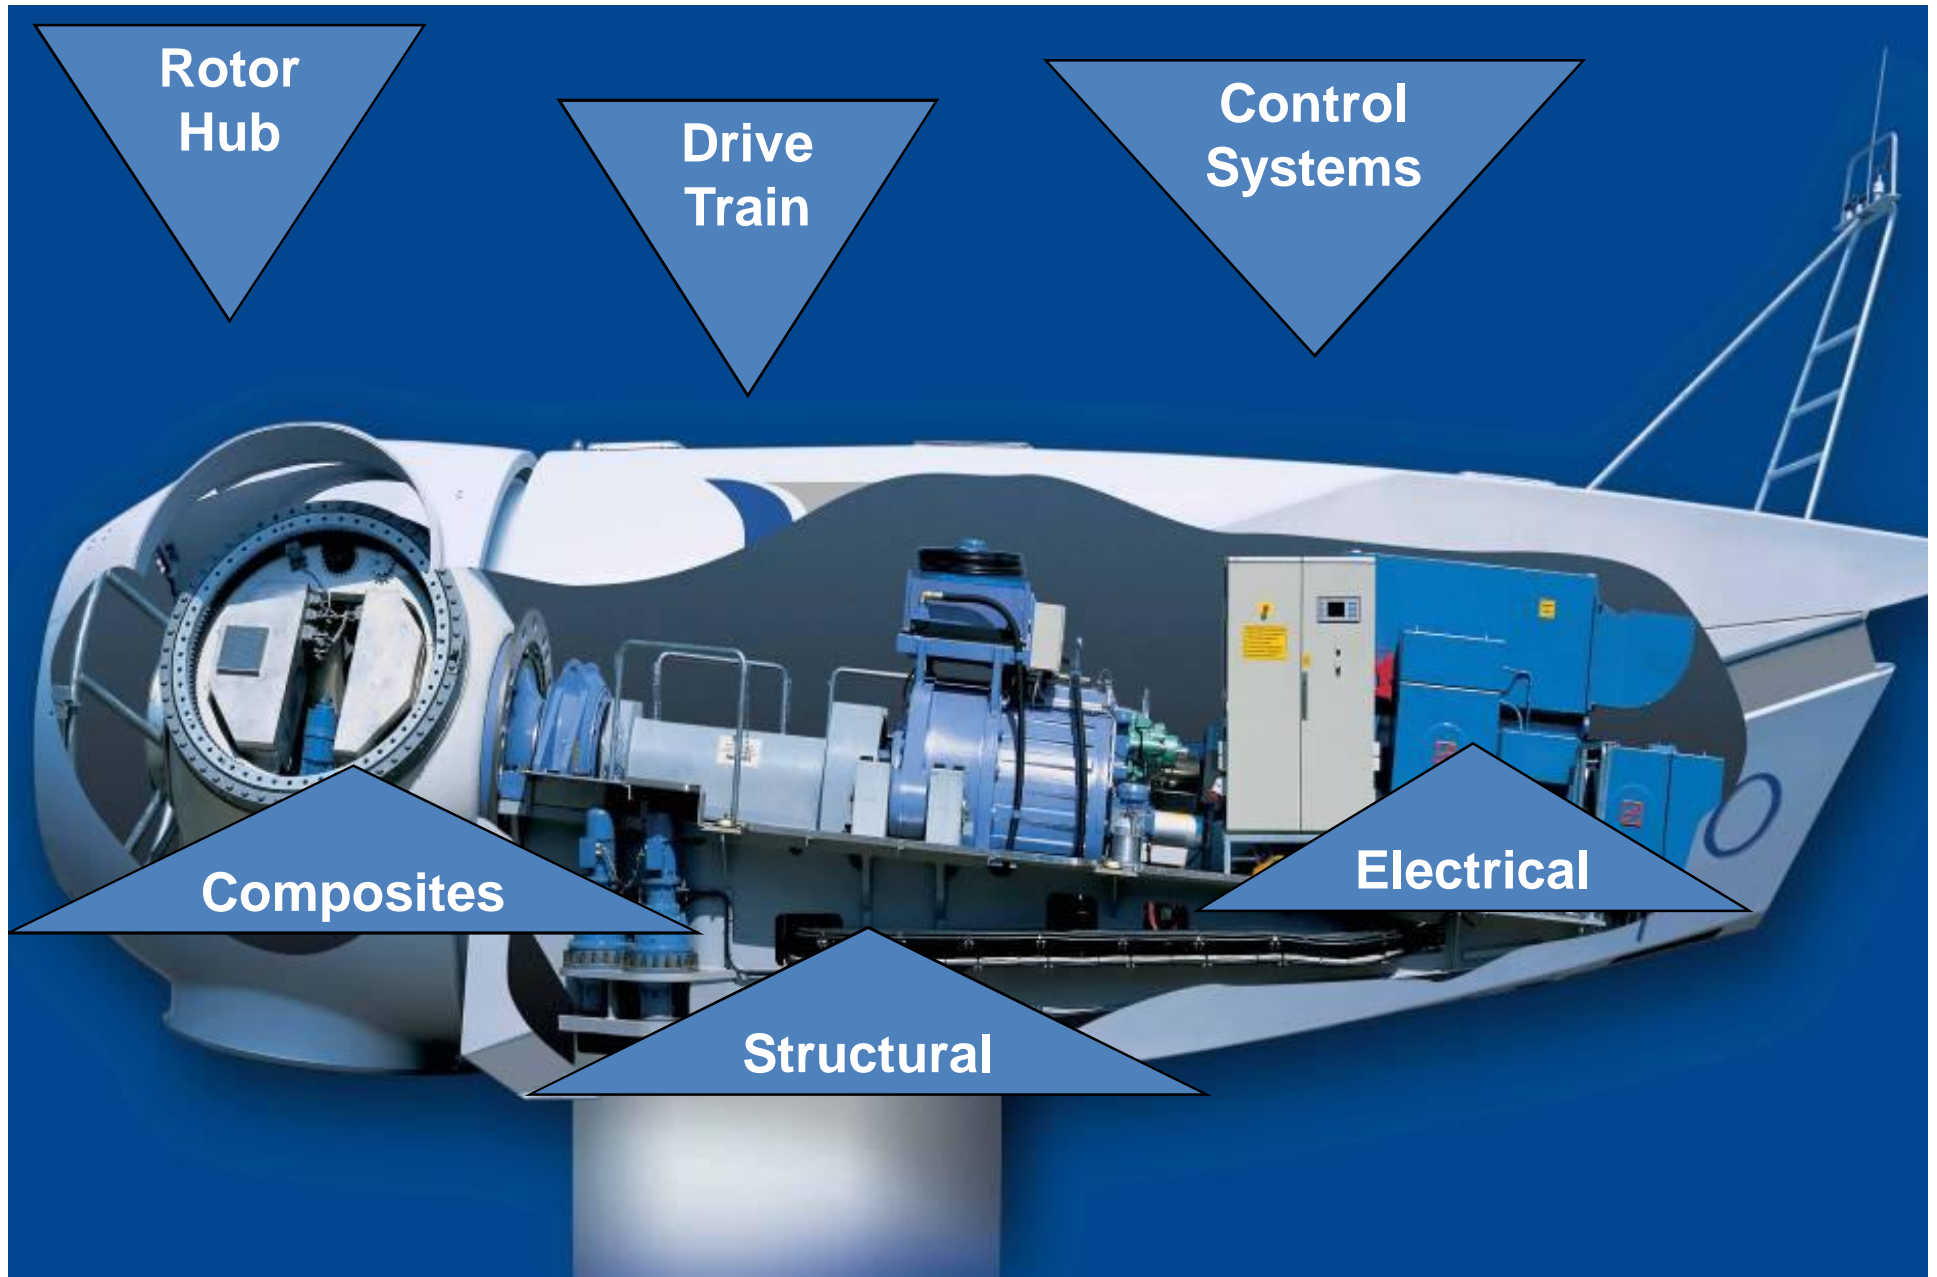 Rotor
Hub
Drive
Train
Control
Systems
Composites
Electrical
Structural